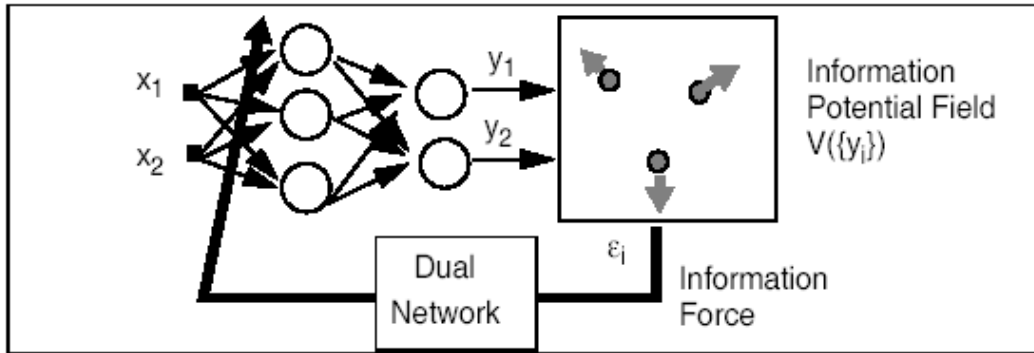 x1
x2
y1
y2
Information
Potential Field
V({yi})
εi
Dual
Network
Information
Force